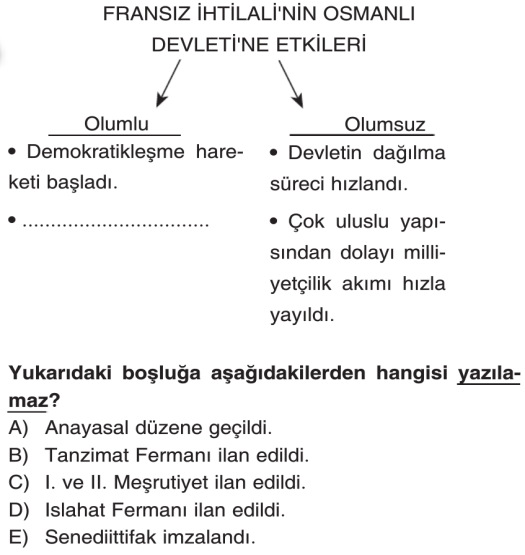 FRANSIZ İHTİLALİ'NİN OSMANLI
DEVLETİ'NE ETKİLERİ
Olumlu
• Demokratikleşme hare-
keti başladı.
• .................................
Olumsuz
• Devletin dağılma
süreci hızlandı.
• Çok uluslu yapı-
sından dolayı milli-
yetçilik akımı hızla
yayıldı.
Yukarıdaki boşluğa aşağıdakilerden hangisi yazıla-
maz?
A) Anayasal düzene geçildi.
B) Tanzimat Fermanı ilan edildi.
C) I. ve II. Meşrutiyet ilan edildi.
D) Islahat Fermanı ilan edildi.
E) Senediittifak imzalandı.